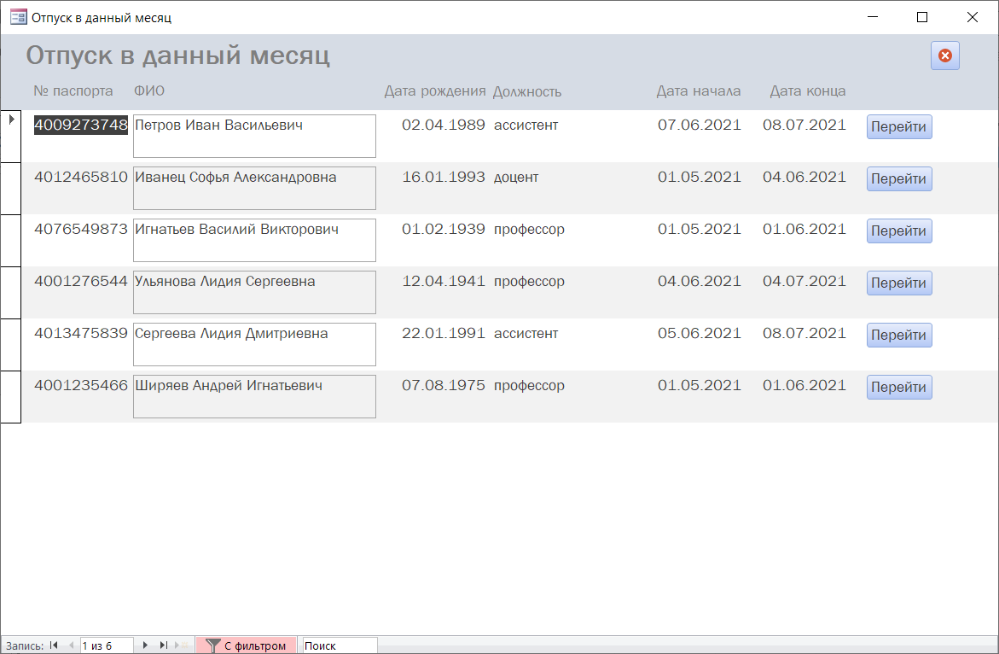 Отпуск в данный месяц
Отпуск в данный месяц
№ паспорта ФИО Дата рождения Должность Дата начала Дата конца
4009273748 Петров Иван Васильевич 02.04.1989 ассистент 07.06.2021 08.07.2021 Перейти
4012465810 Иванец Софья Александровна 16.01.1993 доцент 01.05.2021 04.06.2021 Перейти
4076549873 Игнатьев Василий Викторович 01.02.1939 профессор 01.05.2021 01.06.2021 Перейти
4001276544 Ульянова Лидия Сергеевна 12.04.1941 профессор 04.06.2021 04.07.2021 Перейти
4013475839 Сергеева Лидия Дмитриевна 22.01.1991 ассистент 05.06.2021 08.07.2021 Перейти
4001235466 Ширяев Андрей Игнатьевич 07.08.1975 профессор 01.05.2021 01.06.2021 Перейти
Запись: 1 из 6 С фильтром Поиск